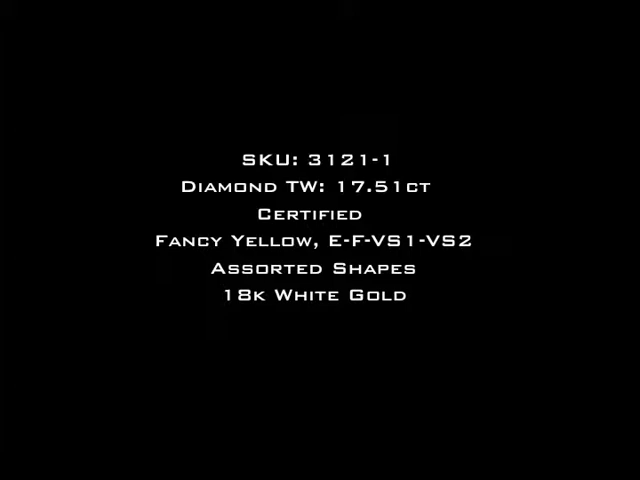 SKU: 3121-1
Diamond TW: 17.51ct
Certified
Fancy Yellow, E-F-VS1-VS2
Assorted Shapes
18k White Gold